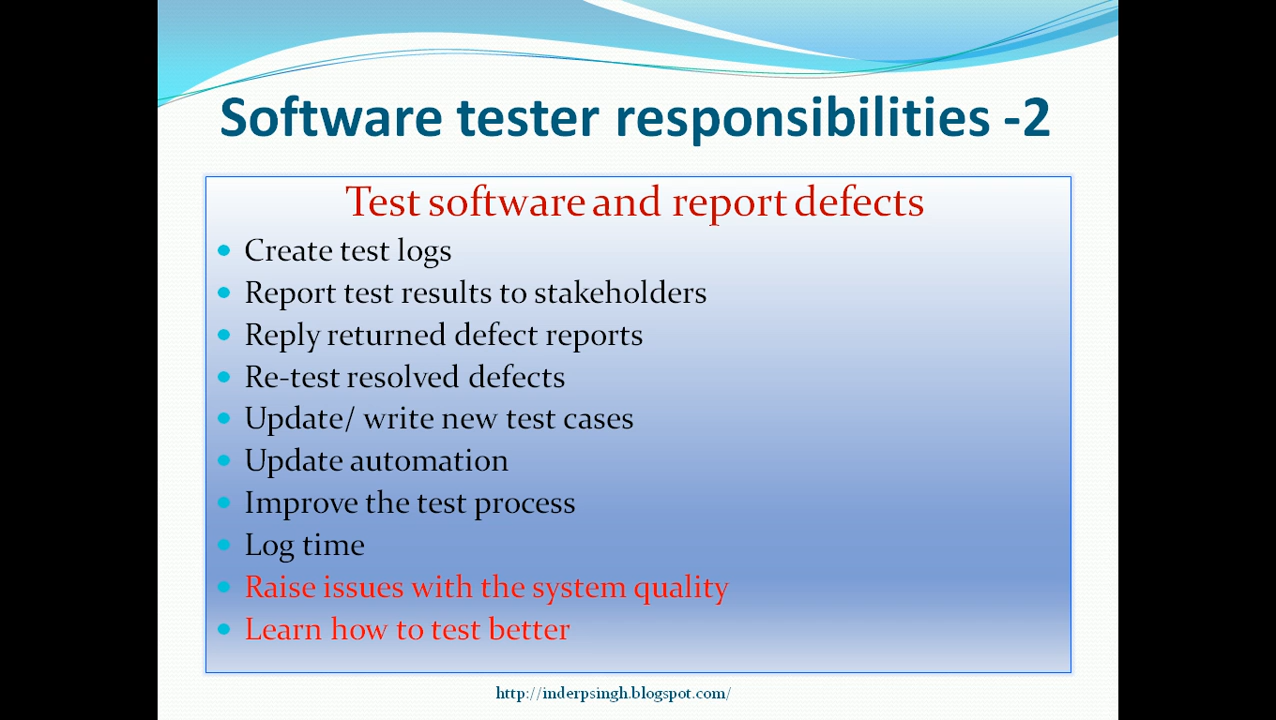 Software tester responsibilities -2
Test software and report defects
Create test logs
Report test results to stakeholders
Reply returned defect reports
Re-test resolved defects
Update/ write new test cases
Update automation
Improve the test process
Log time
Raise issues with the system quality
Learn how to test better
http://inderpsingh.blogspot.com/